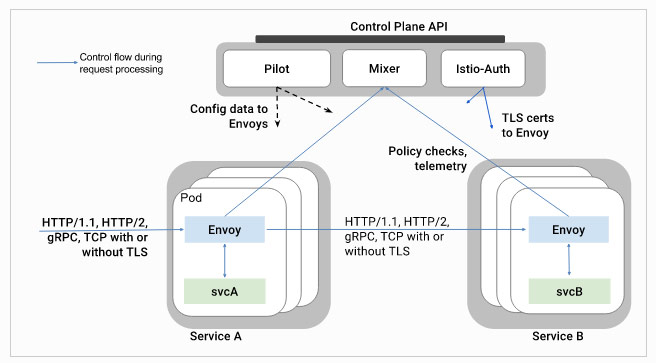 Control Plane API
Control flow during
request processing
Pilot
Mixer
Istio-Auth
Config data to
Envoys
TLS certs
to Envoy
Policy checks,
telemetry
Pod
HTTP/1.1, HTTP/2,
gRPC, TCP with or
without TLS
Envoy
HTTP/1.1, HTTP/2,
gRPC, TCP with or
without TLS
Envoy
svcA
svcB
Service A
Service B